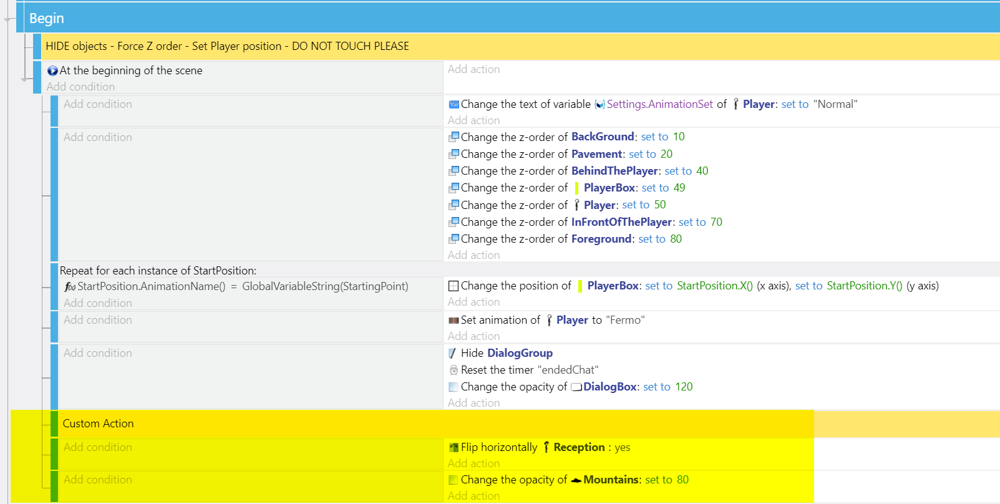 Begin
HIDE objects - Force Z order - Set Player position - DO NOT TOUCH PLEASE
At the beginning of the scene
Add condition
Add action
Add condition
Change the text of variable Settings.AnimationSet of Player: set to "Normal"
Add action
Add condition
Change the z-order of BackGround: set to 10
Change the z-order of Pavement: set to 20
Change the z-order of BehindThePlayer: set to 40
Change the z-order of PlayerBox: set to 49
Change the z-order of Player: set to 50
Change the z-order of InFrontOfThePlayer: set to 70
Change the z-order of Foreground: set to 80
Add action
Repeat for each instance of StartPosition:
StartPosition.AnimationName() = GlobalVariableString(StartingPoint)
Add condition
Change the position of PlayerBox: set to StartPosition.X() (x axis), set to StartPosition.Y() (y axis)
Add action
Add condition
Set animation of Player to "Fermo"
Add action
Add condition
Hide DialogGroup
Reset the timer "endedChat"
Change the opacity of DialogBox: set to 120
Add action
Custom Action
Add condition
Flip horizontally Reception : yes
Add action
Add condition
Change the opacity of Mountains: set to 80
Add action